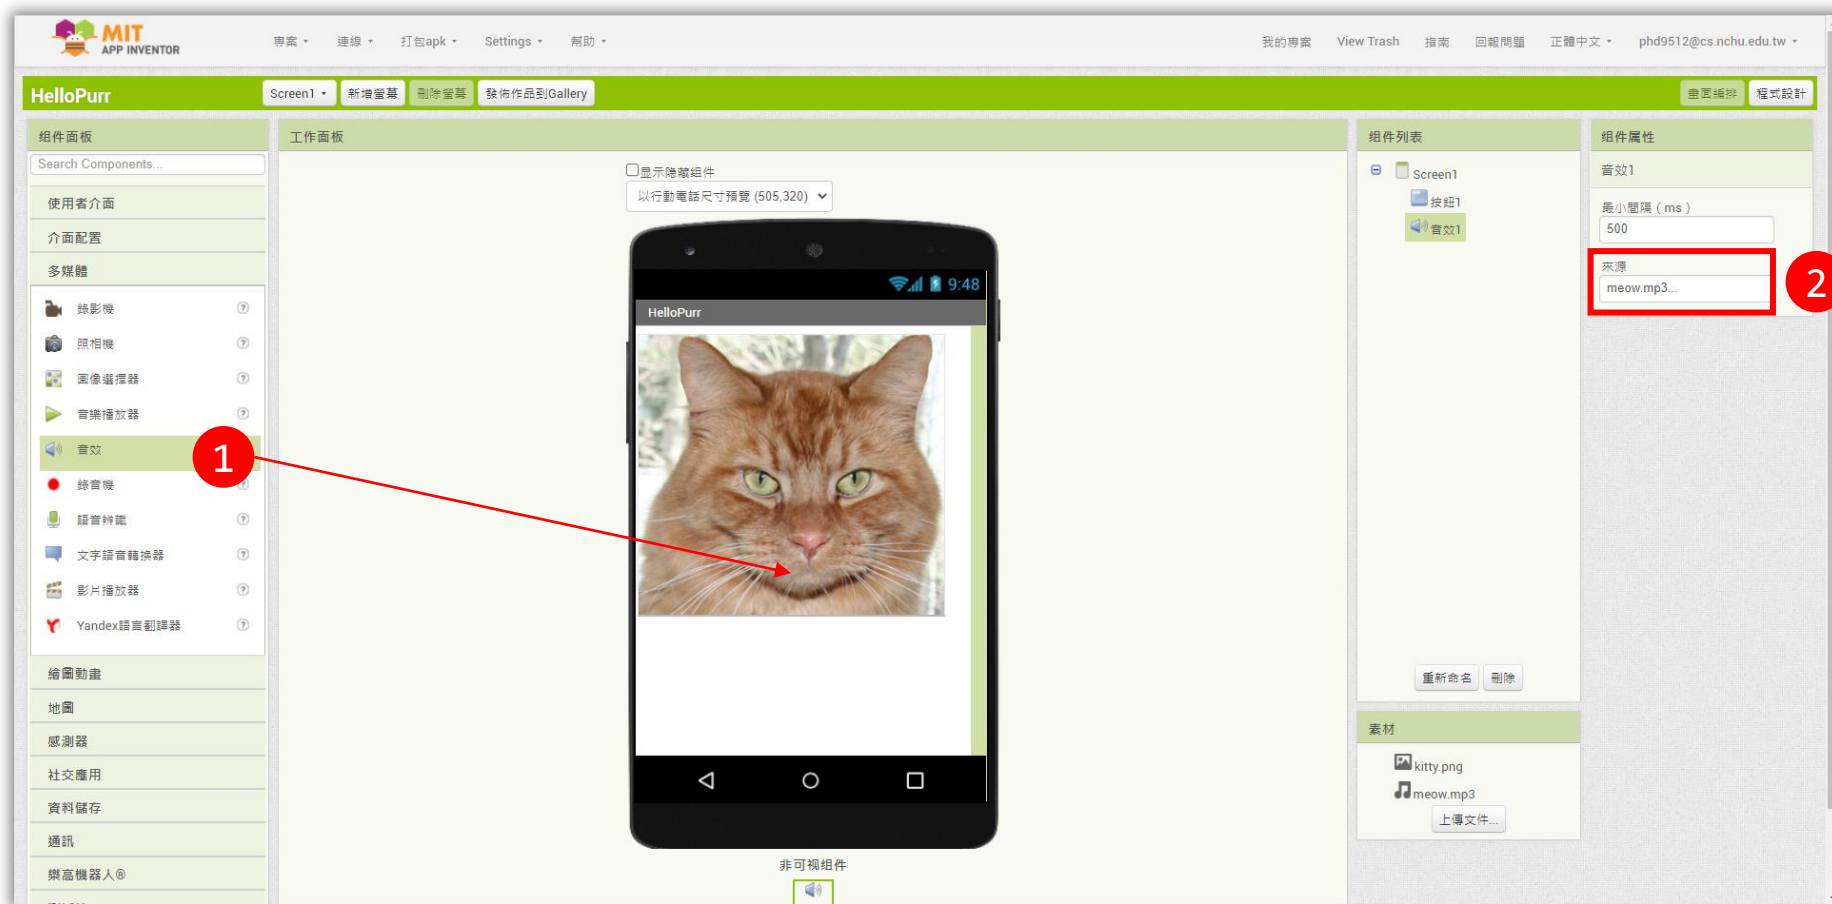 MIT
APP INVENTOR
專案 連線 打包apk Settings 幫助 我的專案 View Trash 指南 回報問題 正體中文 phd9512@cs.nchu.edu.tw
HelloPurr Screen1 新增螢幕 刪除螢幕 發佈作品到Gallery 畫面編排 程式設計
组件面板
Search Components...
使用者介面
介面配置
多媒體
錄影機
照相機
圖像選擇器
音樂播放器
音效
錄音機
語音辨識
文字語音轉換器
影片播放器
Yandex語言翻譯器
繪圖動畫
地圖
感測器
社交應用
資料儲存
通訊
樂高機器人®
1
工作面板
显示隐藏组件
以行動電話尺寸預覽 (505,320)
9:48
HelloPurr
非可视组件
组件列表
Screen1
按鈕1
音效1
重新命名 刪除
素材
kitty.png
meow.mp3
上傳文件...
组件属性
音效1
最小間隔（ms）
500
來源
meow.mp3...
2